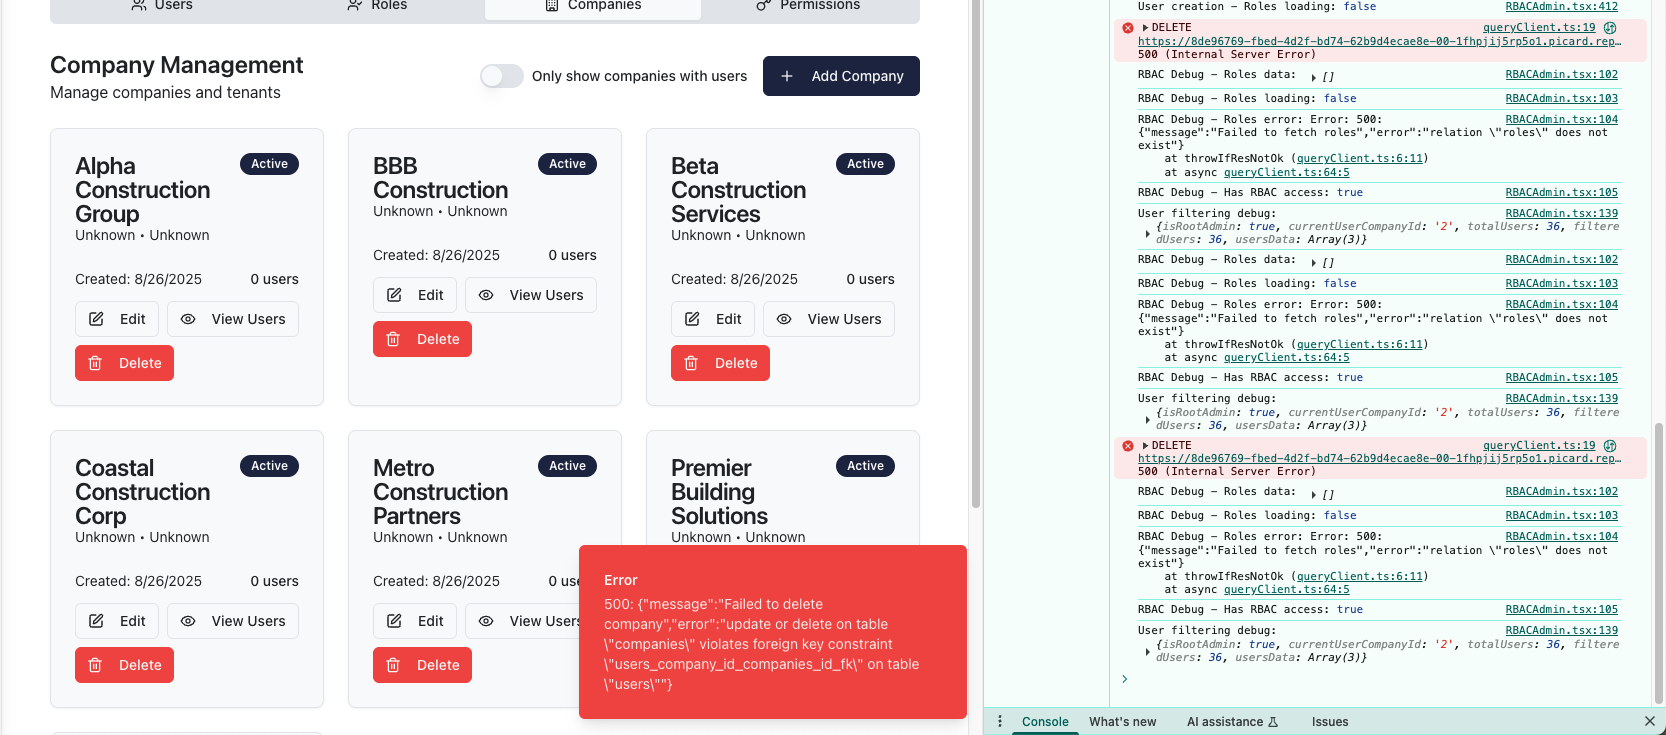 Users
Roles
Companies
Permissions
Company Management
Manage companies and tenants
Only show companies with users
+ Add Company
Alpha Construction Group
Active
Unknown • Unknown
Created: 8/26/2025
0 users
Edit
View Users
Delete
BBB Construction
Active
Unknown • Unknown
Created: 8/26/2025
0 users
Edit
View Users
Delete
Beta Construction Services
Active
Unknown • Unknown
Created: 8/26/2025
0 users
Edit
View Users
Delete
Coastal Construction Corp
Active
Unknown • Unknown
Created: 8/26/2025
0 users
Edit
View Users
Delete
Metro Construction Partners
Active
Unknown • Unknown
Created: 8/26/2025
0 use
Edit
View Users
Delete
Premier Building Solutions
Active
Unknown • Unknown
Error
500: {"message":"Failed to delete
company","error":"update or delete on table
\"companies\" violates foreign key constraint
\"users_company_id_companies_id_fk\" on table
\"users\""}
User creation – Roles loading: false RBACAdmin.tsx:412
DELETE queryClient.ts:19
https://8de96769-fbed-4d2f-bd74-62b9d4ecae8e-00-1fhpjij5rp5o1.picard.rep…
500 (Internal Server Error)
RBAC Debug – Roles data: ▸ [] RBACAdmin.tsx:102
RBAC Debug – Roles loading: false RBACAdmin.tsx:103
RBAC Debug – Roles error: Error: 500: RBACAdmin.tsx:104
{"message":"Failed to fetch roles","error":"relation \"roles\" does not
exist"}
at throwIfResNotOk (queryClient.ts:6:11)
at async queryClient.ts:64:5
RBAC Debug – Has RBAC access: true RBACAdmin.tsx:105
User filtering debug: RBACAdmin.tsx:139
{isRootAdmin: true, currentUserCompanyId: '2', totalUsers: 36, filtere
dUsers: 36, usersData: Array(3)}
RBAC Debug – Roles data: ▸ [] RBACAdmin.tsx:102
RBAC Debug – Roles loading: false RBACAdmin.tsx:103
RBAC Debug – Roles error: Error: 500: RBACAdmin.tsx:104
{"message":"Failed to fetch roles","error":"relation \"roles\" does not
exist"}
at throwIfResNotOk (queryClient.ts:6:11)
at async queryClient.ts:64:5
RBAC Debug – Has RBAC access: true RBACAdmin.tsx:105
User filtering debug: RBACAdmin.tsx:139
{isRootAdmin: true, currentUserCompanyId: '2', totalUsers: 36, filtere
dUsers: 36, usersData: Array(3)}
DELETE queryClient.ts:19
https://8de96769-fbed-4d2f-bd74-62b9d4ecae8e-00-1fhpjij5rp5o1.picard.rep…
500 (Internal Server Error)
RBAC Debug – Roles data: ▸ [] RBACAdmin.tsx:102
RBAC Debug – Roles loading: false RBACAdmin.tsx:103
RBAC Debug – Roles error: Error: 500: RBACAdmin.tsx:104
{"message":"Failed to fetch roles","error":"relation \"roles\" does not
exist"}
at throwIfResNotOk (queryClient.ts:6:11)
at async queryClient.ts:64:5
RBAC Debug – Has RBAC access: true RBACAdmin.tsx:105
User filtering debug: RBACAdmin.tsx:139
{isRootAdmin: true, currentUserCompanyId: '2', totalUsers: 36, filtere
dUsers: 36, usersData: Array(3)}
Console
What's new
AI assistance
Issues